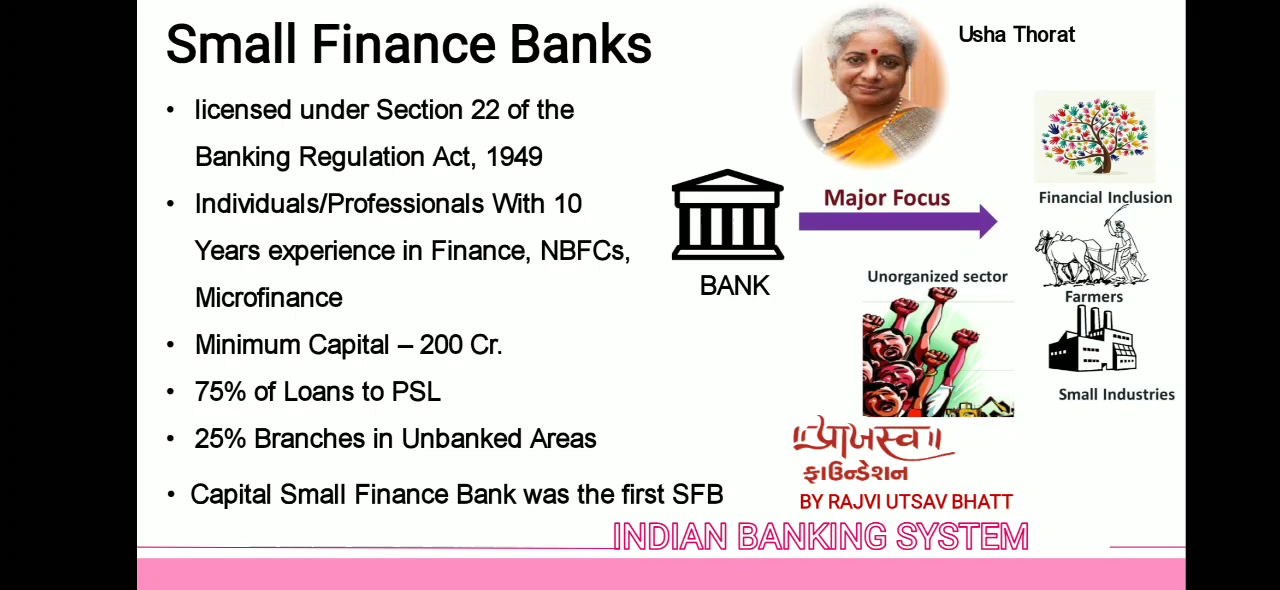 Small Finance Banks
• licensed under Section 22 of the
Banking Regulation Act, 1949
• Individuals/Professionals With 10
Years experience in Finance, NBFCs,
Microfinance
• Minimum Capital – 200 Cr.
• 75% of Loans to PSL
• 25% Branches in Unbanked Areas
• Capital Small Finance Bank was the first SFB
Usha Thorat
BANK
Major Focus
Financial Inclusion
Unorganized sector
Farmers
Small Industries
॥प्राखस्व॥
ફાઉન્ડેશન
BY RAJVI UTSAV BHATT
INDIAN BANKING SYSTEM